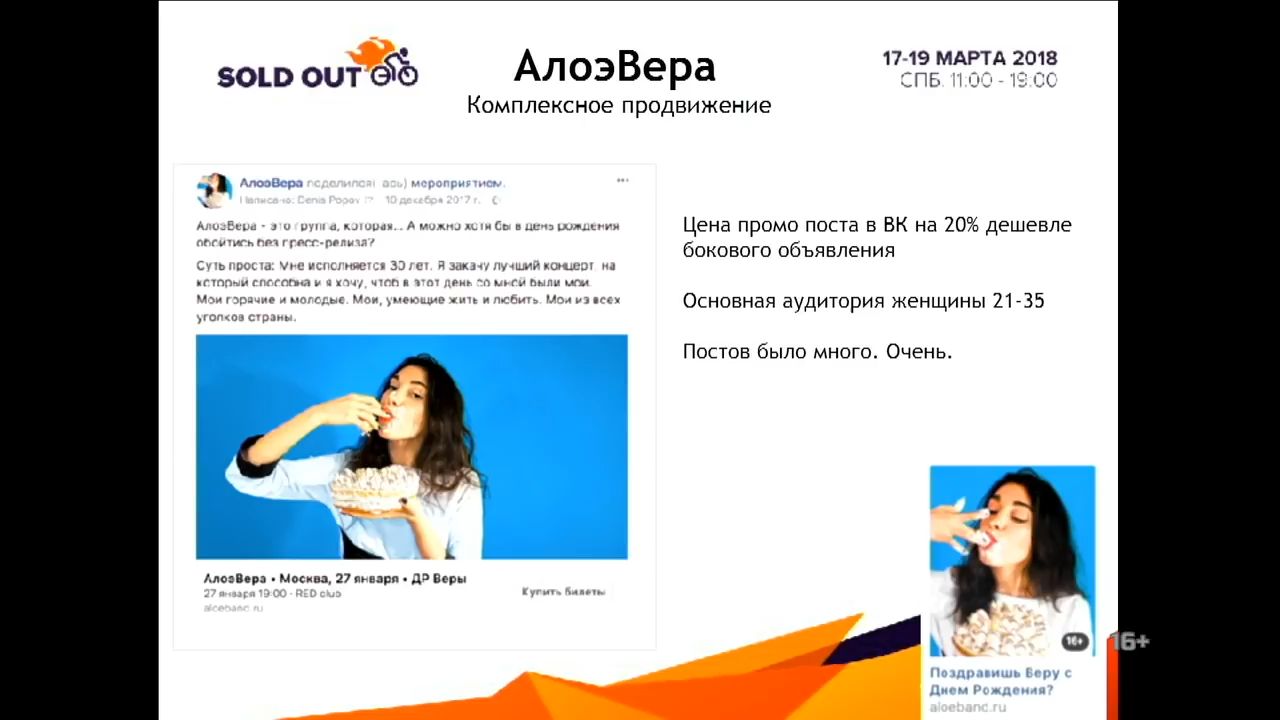 SOLD OUT
АлоэВера
Комплексное продвижение
17-19 МАРТА 2018
СПБ. 11:00 - 19:00
АлоэВера поделился( ась) мероприятием.
Написано: Denis Popov
10 декабря 2017 г.
АлоэВера - это группа, которая... А можно хотя бы в день рождения
обойтись без пресс-релиза?
Суть проста: Мне исполняется 30 лет. Я закачу лучший концерт, на
который способна и я хочу, чтоб в этот день со мной были мои.
Мои горячие и молодые. Мои, умеющие жить и любить. Мои из всех
уголков страны.
АлоэВера • Москва, 27 января • ДР Веры
27 января 19:00 · RED club
Купить билеты
aloeband.ru
Цена промо поста в ВК на 20% дешевле
бокового объявления
Основная аудитория женщины 21-35
Постов было много. Очень.
16+
16+
Поздравишь Веру с
Днем Рождения?
aloeband.ru